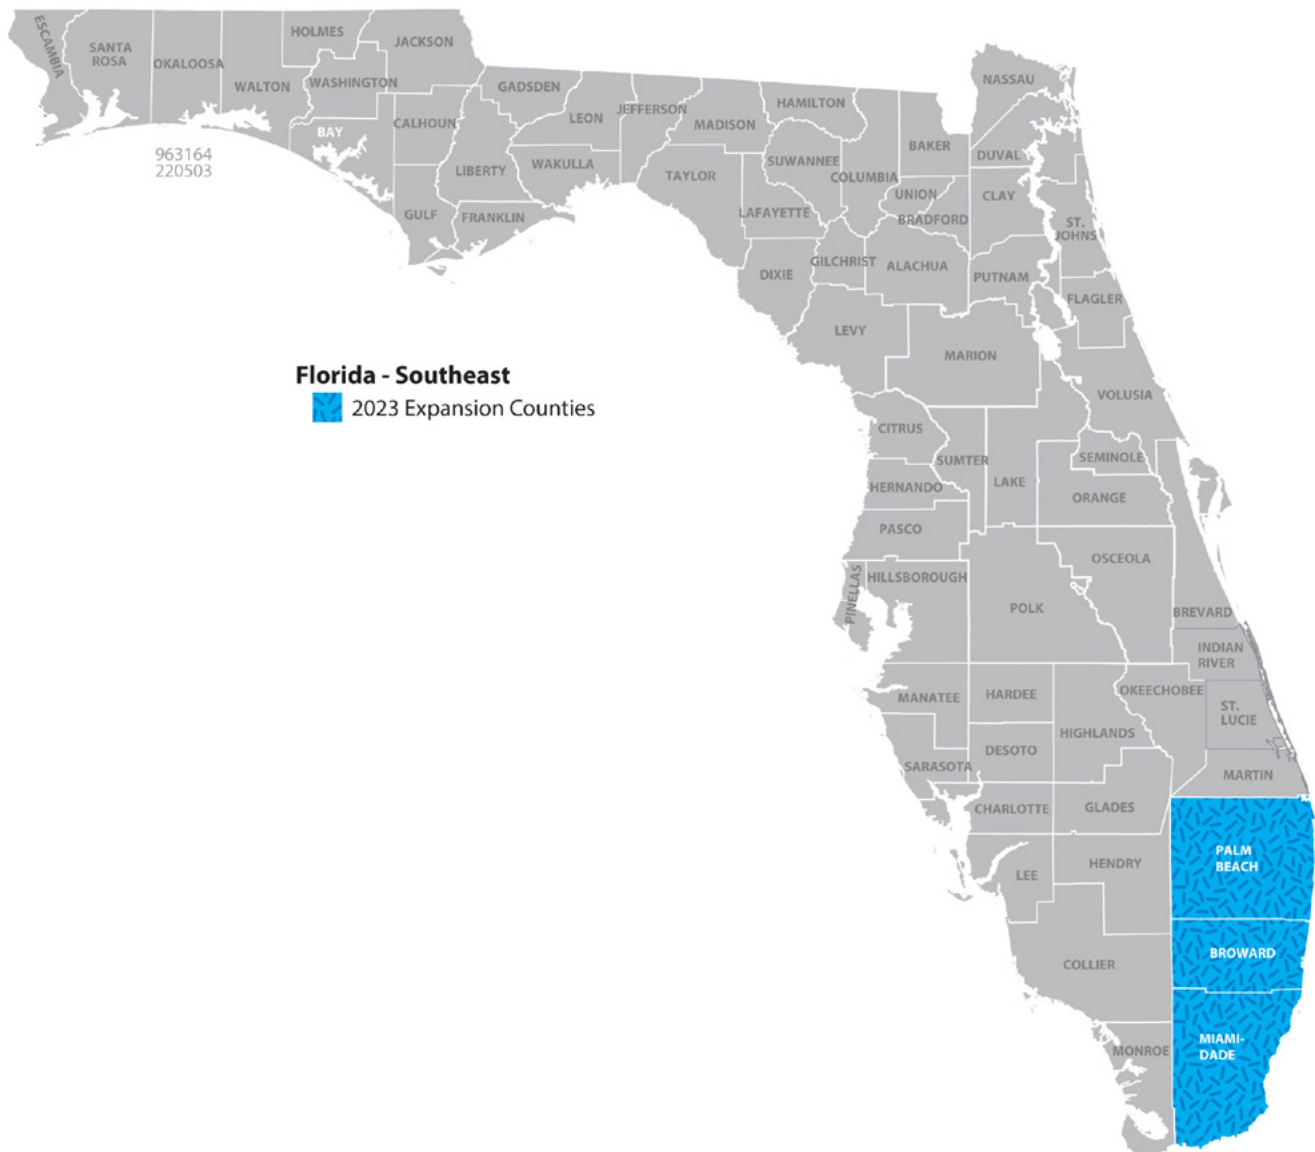 ESCAMBIA
SANTA
ROSA
OKALOOSA
WALTON
HOLMES
WASHINGTON
JACKSON
BAY
CALHOUN
GULF
GADSDEN
LIBERTY
FRANKLIN
LEON
WAKULLA
JEFFERSON
MADISON
TAYLOR
HAMILTON
SUWANNEE
LAFAYETTE
DIXIE
COLUMBIA
GILCHRIST
BAKER
UNION
BRADFORD
ALACHUA
NASSAU
DUVAL
CLAY
ST.
JOHNS
PUTNAM
FLAGLER
LEVY
MARION
VOLUSIA
963164
220503
Florida - Southeast
2023 Expansion Counties
CITRUS
SUMTER
HERNANDO
LAKE
SEMINOLE
ORANGE
PASCO
PINELLAS
HILLSBOROUGH
POLK
OSCEOLA
BREVARD
INDIAN
RIVER
MANATEE
HARDEE
OKEECHOBEE
ST.
LUCIE
HIGHLANDS
DESOTO
SARASOTA
MARTIN
CHARLOTTE
GLADES
LEE
HENDRY
PALM
BEACH
BROWARD
COLLIER
MONROE
MIAMI-
DADE